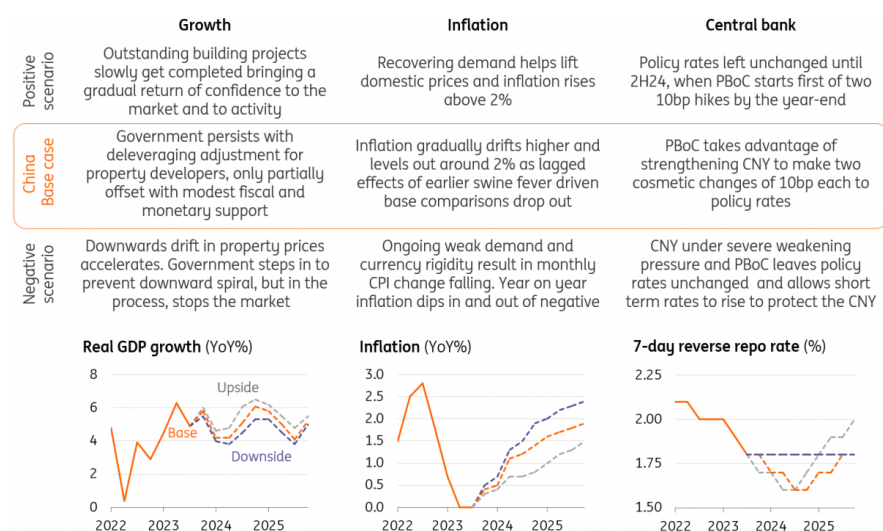 Growth
Inflation
Central bank
Positive
scenario
Outstanding building projects
slowly get completed bringing a
gradual return of confidence to the
market and to activity
Recovering demand helps lift
domestic prices and inflation rises
above 2%
Policy rates left unchanged until
2H24, when PBoC starts first of two
10bp hikes by the year-end
China
Base case
Government persists with
deleveraging adjustment for
property developers, only partially
offset with modest fiscal and
monetary support
Inflation gradually drifts higher and
levels out around 2% as lagged
effects of earlier swine fever driven
base comparisons drop out
PBoC takes advantage of
strengthening CNY to make two
cosmetic changes of 10bp each to
policy rates
Negative
scenario
Downwards drift in property prices
accelerates. Government steps in to
prevent downward spiral, but in the
process, stops the market
Ongoing weak demand and
currency rigidity result in monthly
CPI change falling. Year on year
inflation dips in and out of negative
CNY under severe weakening
pressure and PBoC leaves policy
rates unchanged and allows short
term rates to rise to protect the CNY
Real GDP growth (YoY%)
8
6
4
2
0
Upside
Base
Downside
2022 2023 2024 2025
Inflation (YoY%)
3.0
2.5
2.0
1.5
1.0
0.5
0.0
2022 2023 2024 2025
7-day reverse repo rate (%)
2.25
2.00
1.75
1.50
2022 2023 2024 2025